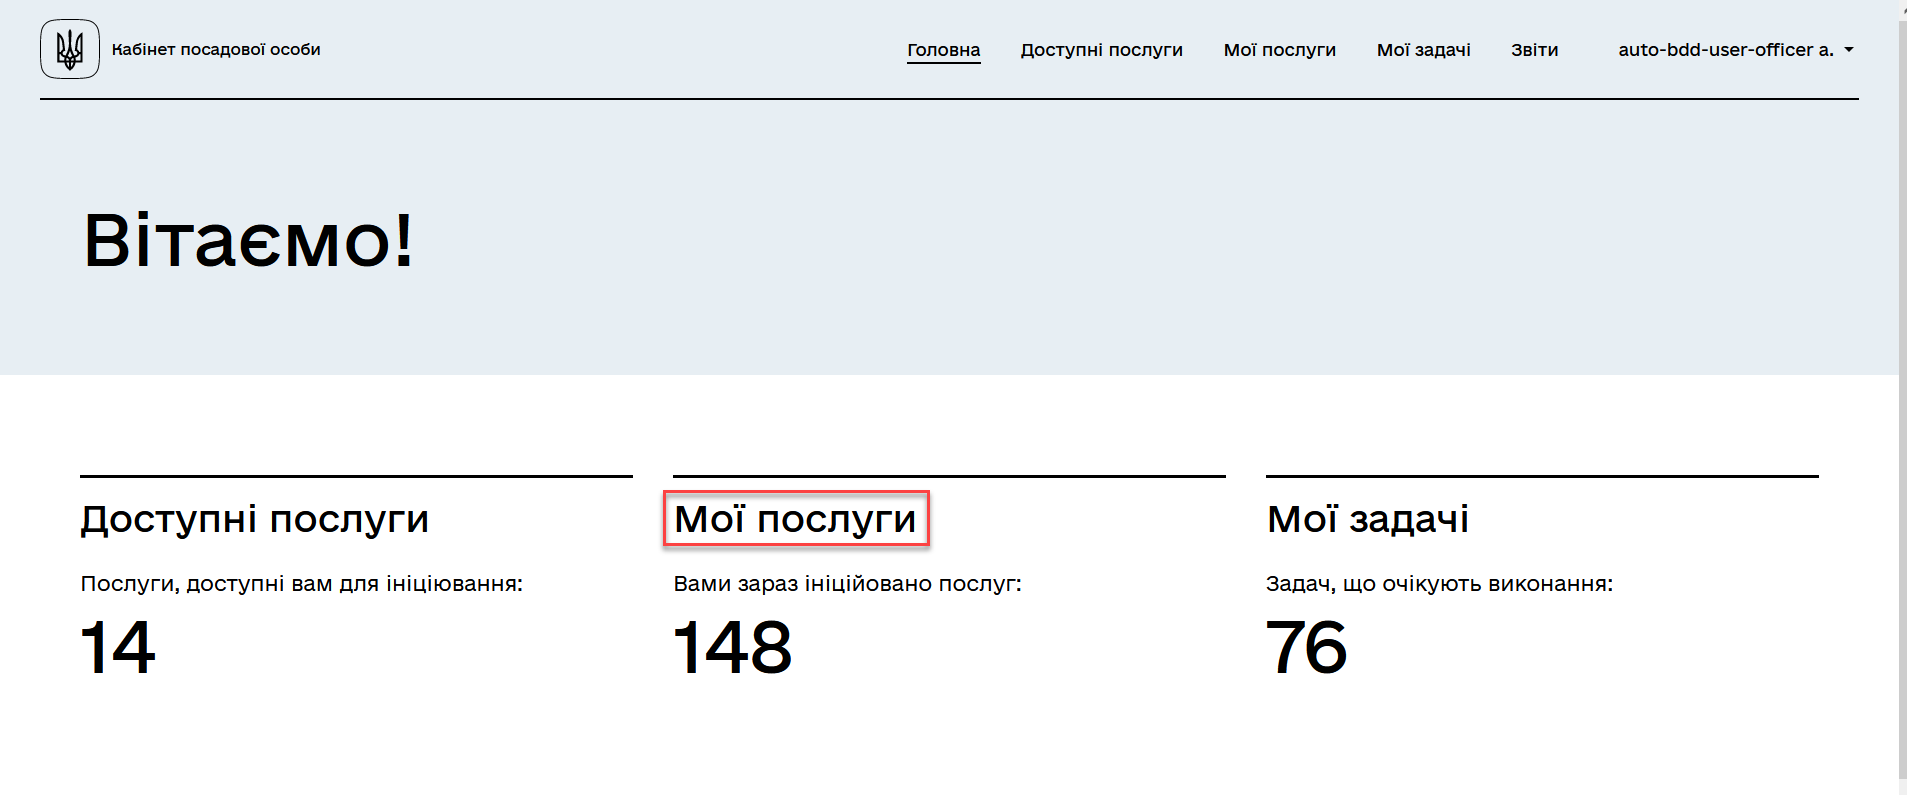 Кабінет посадової особи
Головна Доступні послуги Мої послуги Мої задачі Звіти auto-bdd-user-officer a.
Вітаємо!
Доступні послуги
Послуги, доступні вам для ініціювання:
14
Мої послуги
Вами зараз ініційовано послуг:
148
Мої задачі
Задач, що очікують виконання:
76